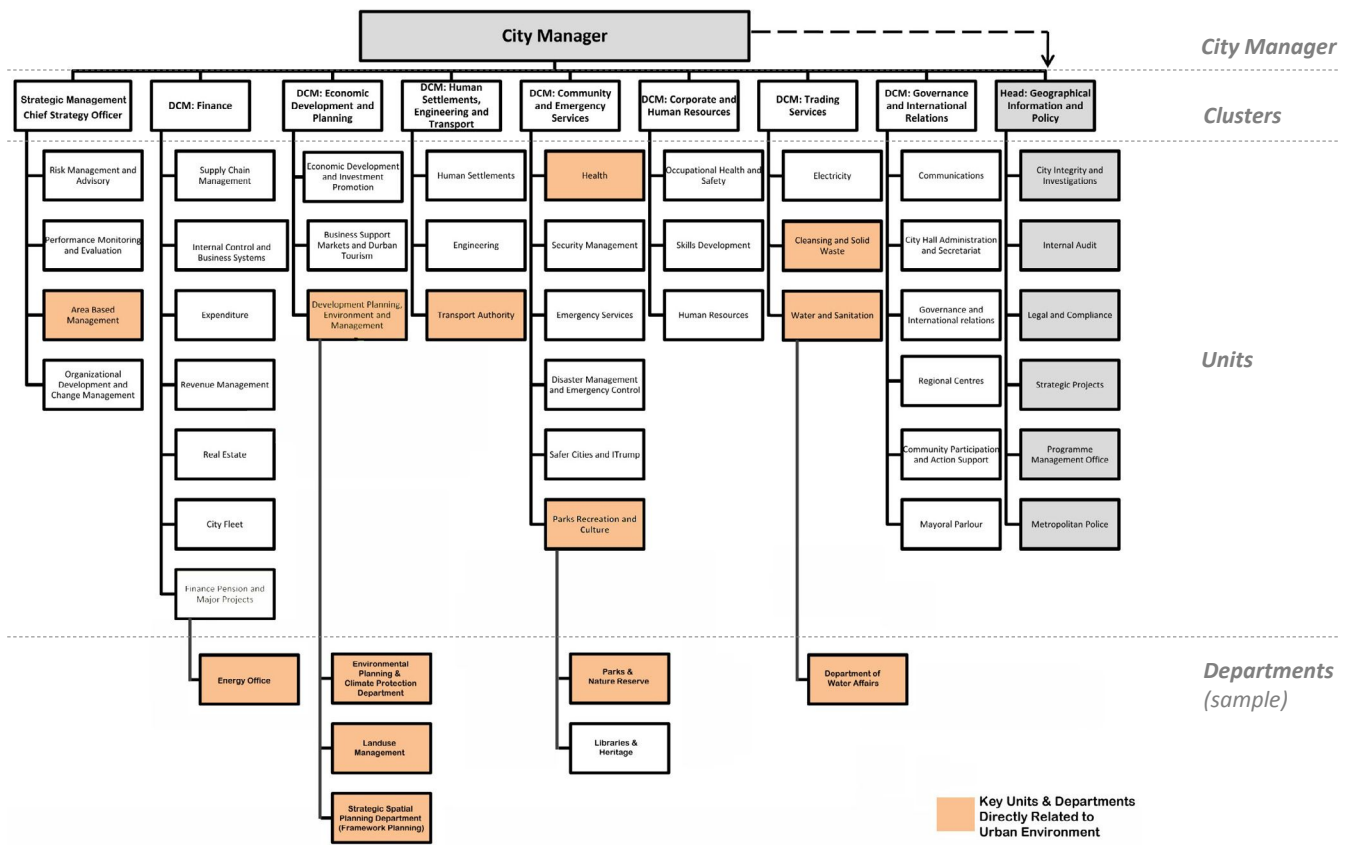 City Manager
City Manager
Strategic Management
Chief Strategy Officer
DCM: Finance
DCM: Economic
Development and
Planning
DCM: Human
Settlements,
Engineering and
Transport
DCM: Community
and Emergency
Services
DCM: Corporate and
Human Resources
DCM: Trading
Services
DCM: Governance
and International
Relations
Head: Geographical
Information and
Policy
Clusters
Risk Management and
Advisory
Supply Chain
Management
Economic Development
and Investment
Promotion
Human Settlements
Health
Occupational Health and
Safety
Electricity
Communications
City Integrity and
Investigations
Performance Monitoring
and Evaluation
Internal Control and
Business Systems
Business Support
Markets and Durban
Tourism
Engineering
Security Management
Skills Development
Cleansing and Solid
Waste
City Hall Administration
and Secretariat
Internal Audit
Area Based
Management
Expenditure
Development Planning,
Environment and
Management
Transport Authority
Emergency Services
Human Resources
Water and Sanitation
Governance and
International relations
Legal and Compliance
Units
Organizational
Development and
Change Management
Revenue Management
Disaster Management
and Emergency Control
Regional Centres
Strategic Projects
Real Estate
Safer Cities and ITrump
Community Participation
and Action Support
Programme
Management Office
City Fleet
Parks Recreation and
Culture
Mayoral Parlour
Metropolitan Police
Finance Pension and
Major Projects
Energy Office
Environmental
Planning &
Climate Protection
Department
Parks &
Nature Reserve
Department of
Water Affairs
Departments
(sample)
Landuse
Management
Libraries &
Heritage
Strategic Spatial
Planning Department
(Framework Planning)
Key Units & Departments
Directly Related to
Urban Environment